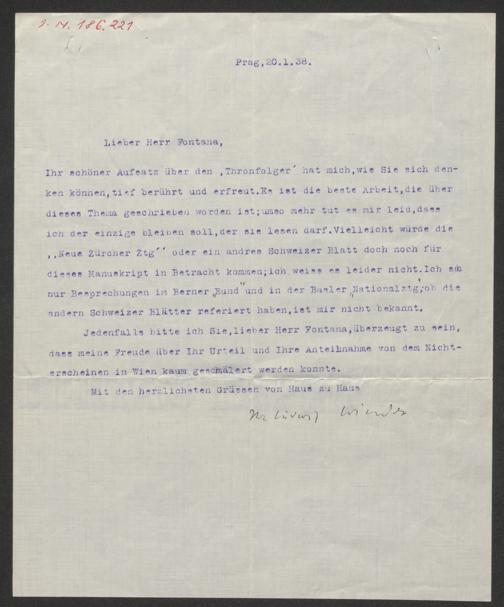 J. N. 186.221
Prag,20.1.38.
Lieber Herr Fontana,
Ihr schöner Aufsatz über den ,Thronfolger´ hat mich,wie Sie sich den-
ken können,tief berührt und erfreut.Es ist die beste Arbeit,die über
dieses Thema geschrieben worden ist;umso mehr tut es mir leid,dass
ich der einzige bleiben soll,der sie lesen darf.Vielleicht würde die
,,Neue Zürcher Ztg´´ oder ein andres Schweizer Blatt doch noch für
dieses Manuskript in Betracht kommen;ich weiss es leider nicht.Ich sah
nur Besprechungen im Berner „Bund" und in der Basler „Nationalztg";ob die
andern Schweizer Blätter referiert haben,ist mir nicht bekannt.
Jedenfalls bitte ich Sie,lieber Herr Fontana,überzeugt zu sein,
dass meine Freude über Ihr Urteil und Ihre Anteilnahme von dem Nicht-
erscheinen in Wien kaum geschmälert werden konnte.
Mit den herzlichsten Grüssen von Haus zu Haus
Ihr Ludwig Winder